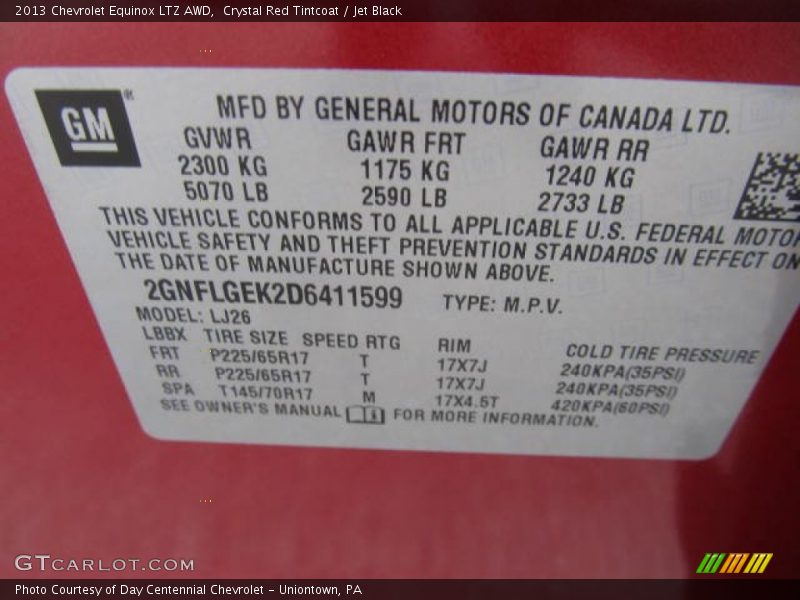 2013 Chevrolet Equinox LTZ AWD,  Crystal Red Tintcoat / Jet Black
GM®
MFD BY GENERAL MOTORS OF CANADA LTD.
GVWR GAWR FRT GAWR RR
2300 KG 1175 KG 1240 KG
5070 LB 2590 LB 2733 LB
THIS VEHICLE CONFORMS TO ALL APPLICABLE U.S. FEDERAL MOTOR
VEHICLE SAFETY AND THEFT PREVENTION STANDARDS IN EFFECT ON
THE DATE OF MANUFACTURE SHOWN ABOVE.
2GNFLGEK2D6411599 TYPE: M.P.V.
MODEL: LJ26
LBBX TIRE SIZE SPEED RTG RIM COLD TIRE PRESSURE
FRT P225/65R17 T 17X7J 240KPA(35PSI)
RR P225/65R17 T 17X7J 240KPA(35PSI)
SPA T145/70R17 M 17X4.5T 420KPA(60PSI)
SEE OWNER'S MANUAL FOR MORE INFORMATION.
GTCARLOT.COM
Photo Courtesy of Day Centennial Chevrolet - Uniontown, PA